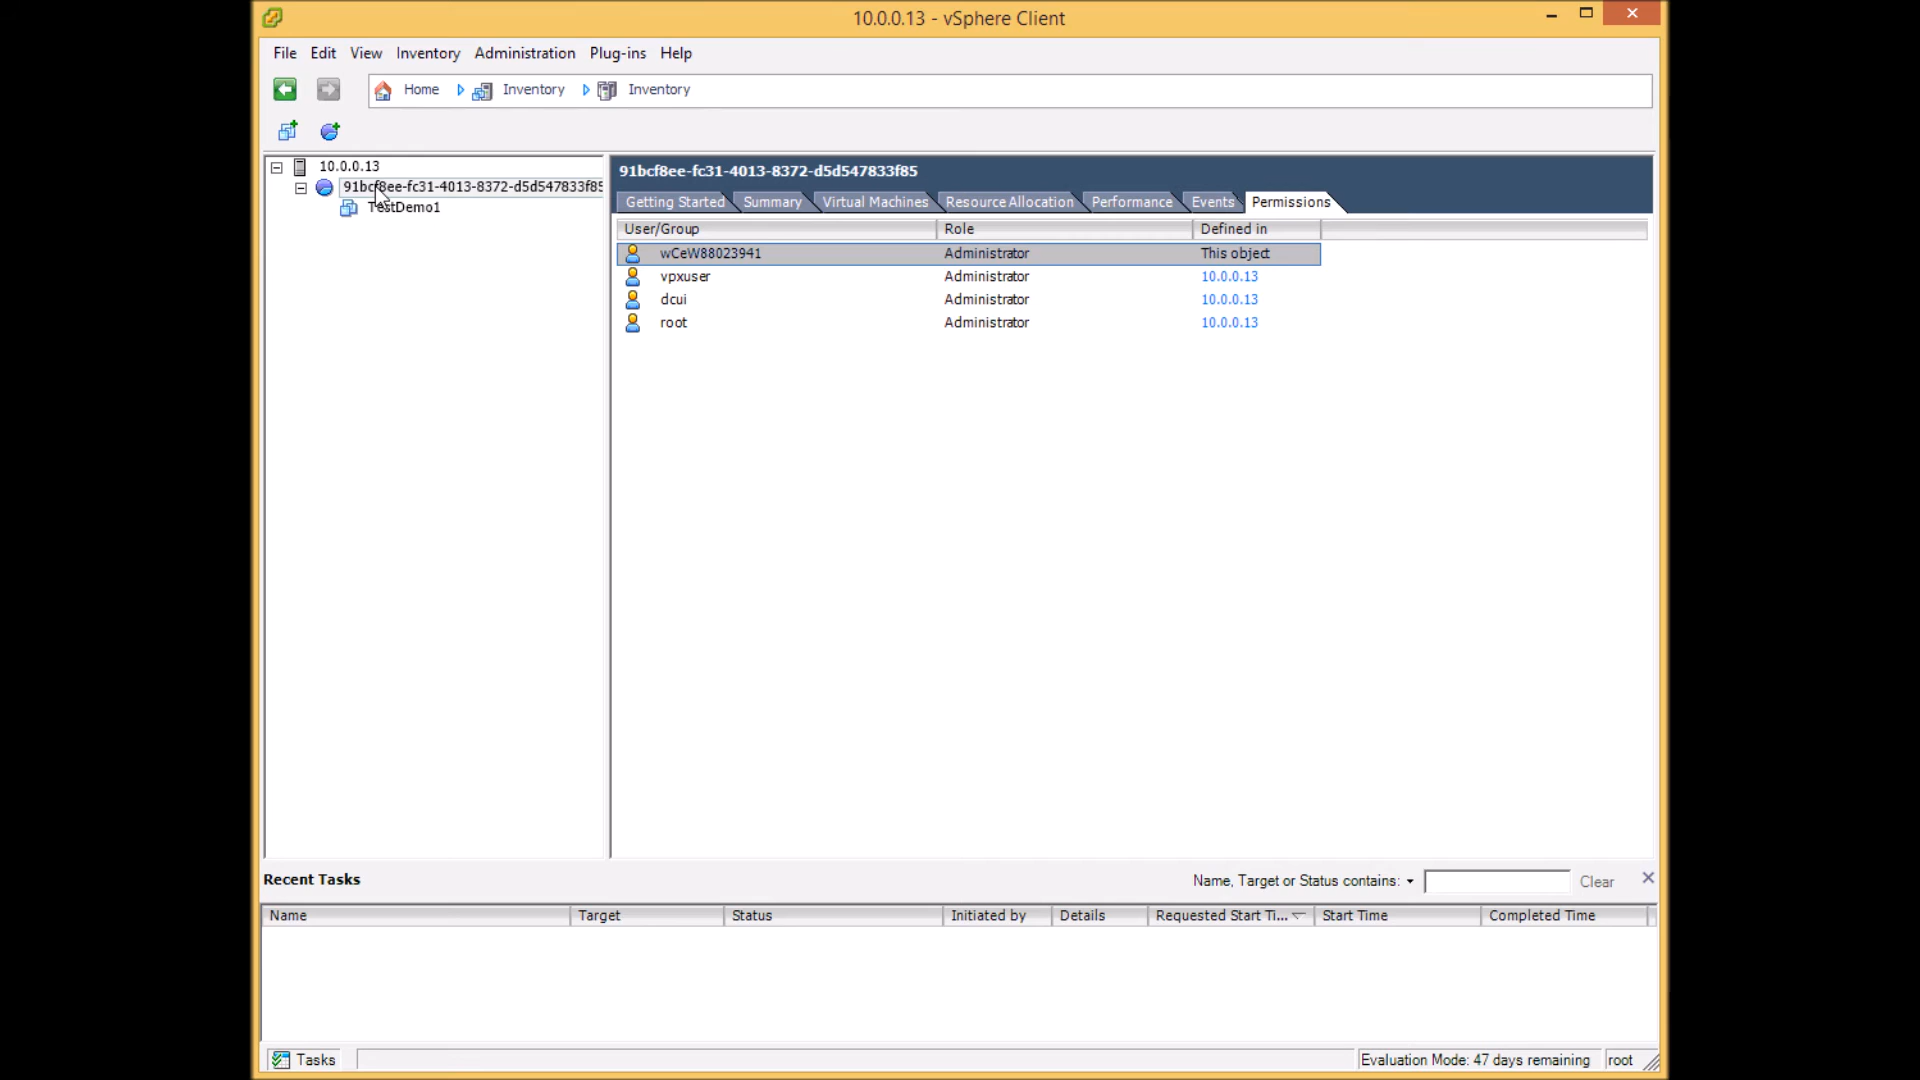 10.0.0.13 - vSphere Client
File Edit View Inventory Administration Plug-ins Help
Home Inventory Inventory
10.0.0.13
91bcf8ee-fc31-4013-8372-d5d547833f85
TestDemo1
91bcf8ee-fc31-4013-8372-d5d547833f85
Getting Started Summary Virtual Machines Resource Allocation Performance Events Permissions
User/Group Role Defined in
wCeW88023941 Administrator This object
vpxuser Administrator 10.0.0.13
dcui Administrator 10.0.0.13
root Administrator 10.0.0.13
Recent Tasks Name, Target or Status contains: Clear
Name Target Status Initiated by Details Requested Start Ti... Start Time Completed Time
Tasks Evaluation Mode: 47 days remaining root